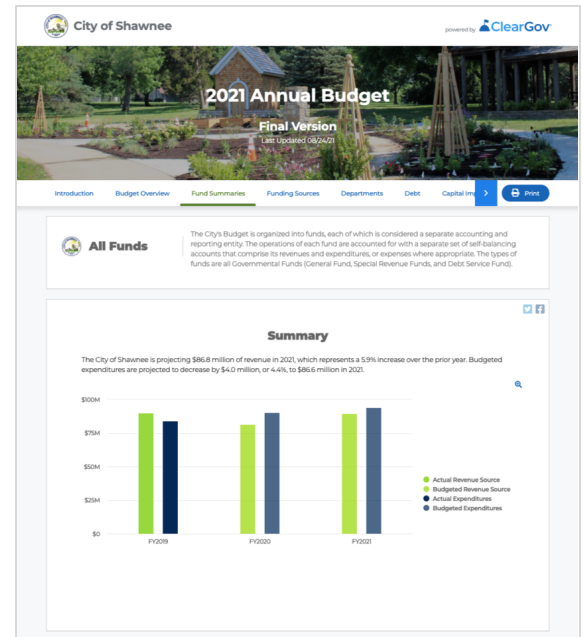 City of Shawnee
powered by ClearGov
2021 Annual Budget
Final Version
Last Updated 08/24/21
Introduction Budget Overview Fund Summaries Funding Sources Departments Debt Capital Im > Print
All Funds
The City's Budget is organized into funds, each of which is considered a separate accounting and
reporting entity. The operations of each fund are accounted for with a separate set of self-balancing
accounts that comprise its revenues and expenditures, or expenses where appropriate. The types of
funds are all Governmental Funds (General Fund, Special Revenue Funds, and Debt Service Fund).
Summary
The City of Shawnee is projecting $86.8 million of revenue in 2021, which represents a 5.9% increase over the prior year. Budgeted
expenditures are projected to decrease by $4.0 million, or 4.4%, to $86.6 million in 2021.
$100M
$75M
$50M
$25M
$0
FY2019 FY2020 FY2021
Actual Revenue Source
Budgeted Revenue Source
Actual Expenditures
Budgeted Expenditures